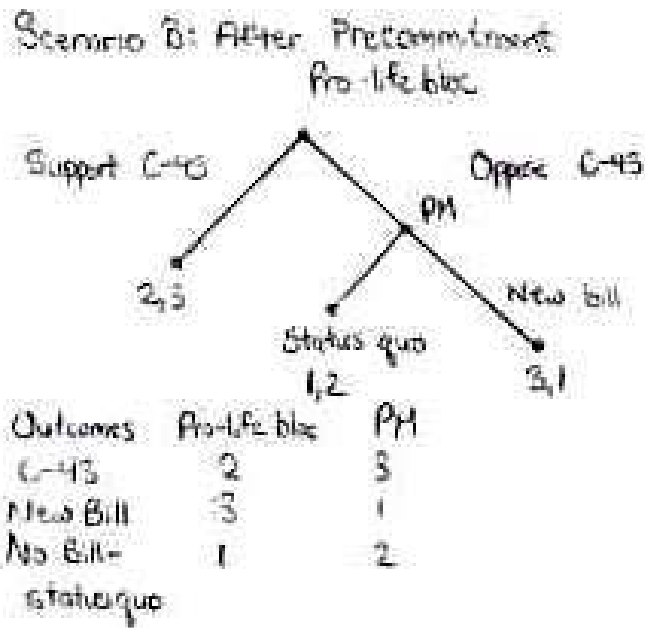 Scenario B: After Precommitment
Pro-life bloc
Support C-43
Oppose C-43
PM
2,3
New bill
Status quo
1,2
3,1
Outcomes Pro-life bloc PM
C-43 2 3
New Bill 3 1
No Bill- 1 2
status quo